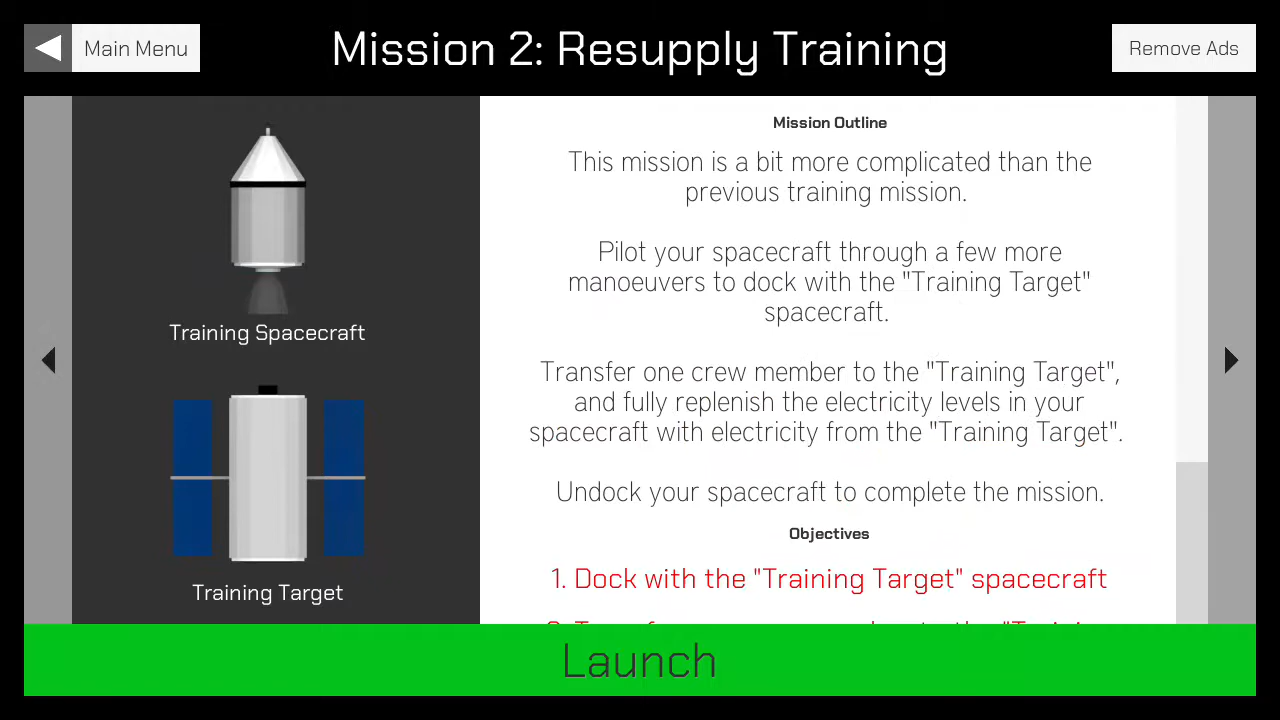 Main Menu
Mission 2: Resupply Training
Remove Ads
Training Spacecraft
Training Target
Mission Outline
This mission is a bit more complicated than the
previous training mission.
Pilot your spacecraft through a few more
manoeuvers to dock with the "Training Target"
spacecraft.
Transfer one crew member to the "Training Target",
and fully replenish the electricity levels in your
spacecraft with electricity from the "Training Target".
Undock your spacecraft to complete the mission.
Objectives
1. Dock with the "Training Target" spacecraft
Launch